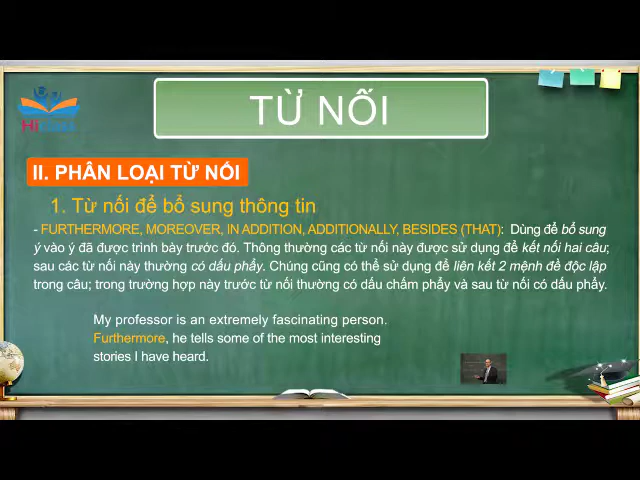 TỪ NỐI
II. PHÂN LOẠI TỪ NỐI
1. Từ nối để bổ sung thông tin
- FURTHERMORE, MOREOVER, IN ADDITION, ADDITIONALLY, BESIDES (THAT): Dùng để bổ sung
ý vào ý đã được trình bày trước đó. Thông thường các từ nối này được sử dụng để kết nối hai câu;
sau các từ nối này thường có dấu phẩy. Chúng cũng có thể sử dụng để liên kết 2 mệnh đề độc lập
trong câu; trong trường hợp này trước từ nối thường có dấu chấm phẩy và sau từ nối có dấu phẩy.
My professor is an extremely fascinating person.
Furthermore, he tells some of the most interesting
stories I have heard.